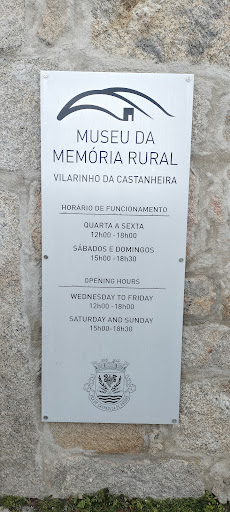 MUSEU DA
MEMÓRIA RURAL
VILARINHO DA CASTANHEIRA
HORÁRIO DE FUNCIONAMENTO
QUARTA A SEXTA
12h00 -18h00
SÁBADOS E DOMINGOS
15h00 -18h30
OPENING HOURS
WEDNESDAY TO FRIDAY
12h00 -18h00
SATURDAY AND SUNDAY
15h00-18h30